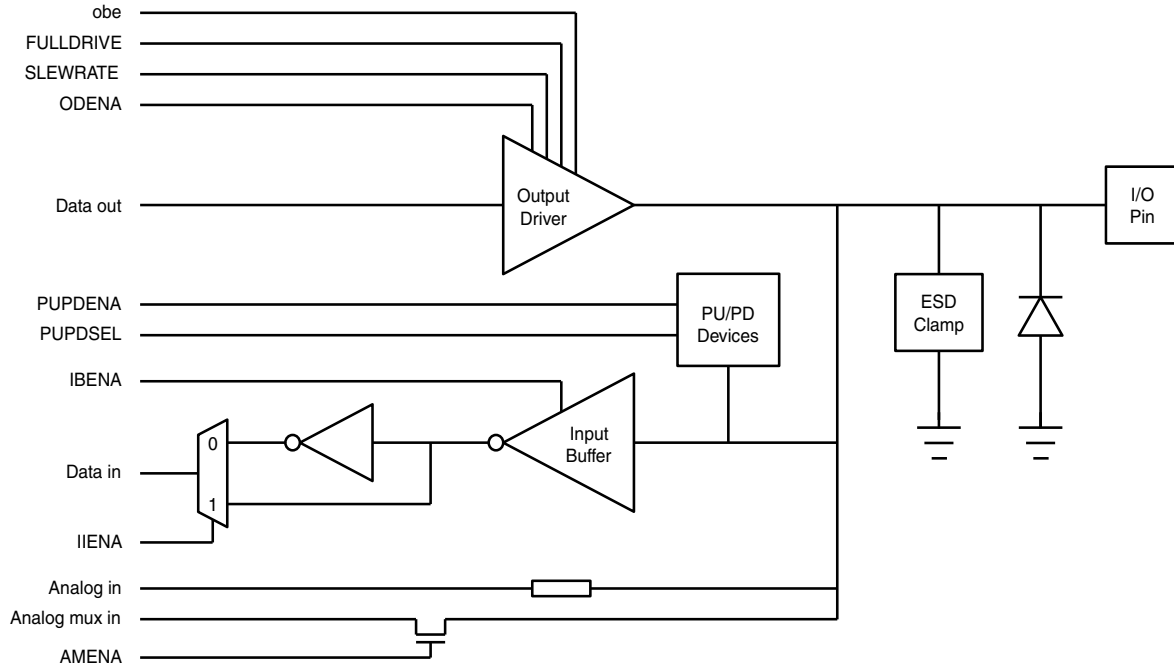 obe
FULLDRIVE
SLEWRATE
ODENA
Data out
Output
Driver
I/O
Pin
PUPDENA
PUPDSEL
PU/PD
Devices
ESD
Clamp
IBENA
Input
Buffer
0
Data in
1
IIENA
Analog in
Analog mux in
AMENA